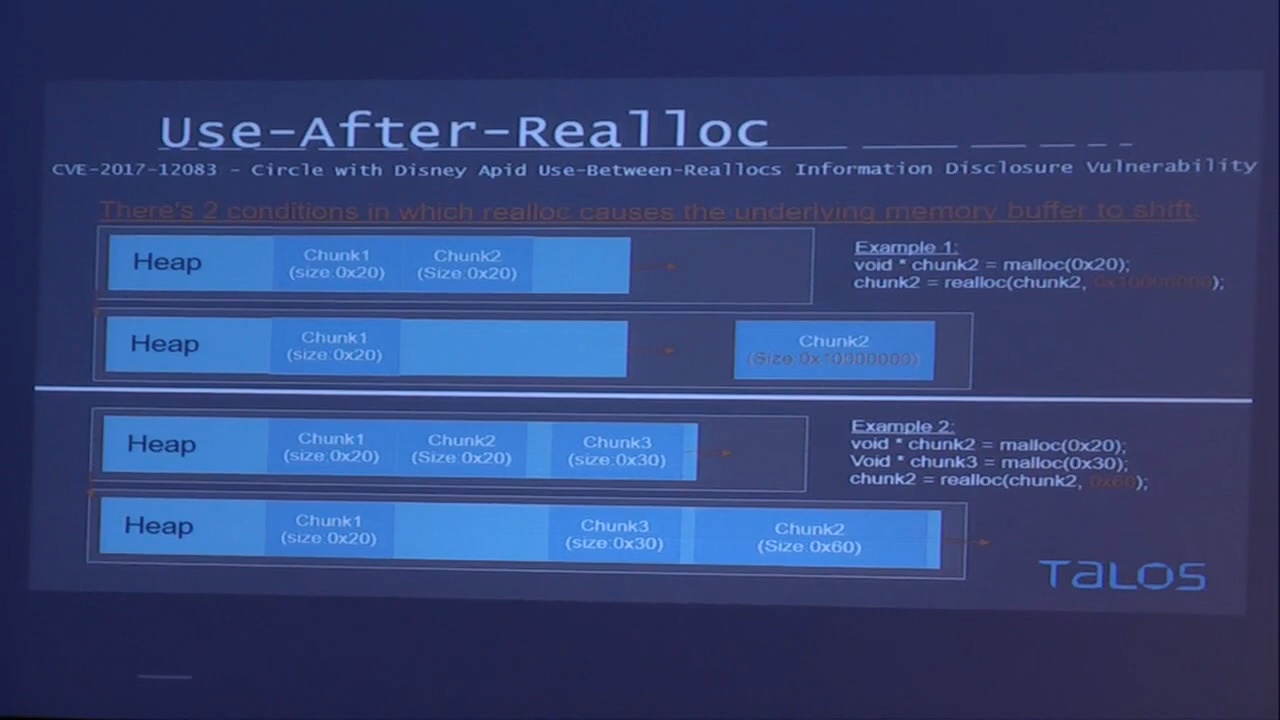 Use-After-Realloc
CVE-2017-12083 - Circle with Disney Apid Use-Between-Reallocs Information Disclosure Vulnerability
There's 2 conditions in which realloc causes the underlying memory buffer to shift.
Heap
Chunk1
(size:0x20)
Chunk2
(Size:0x20)
Example 1:
void * chunk2 = malloc(0x20);
chunk2 = realloc(chunk2, 0x10000000);
Heap
Chunk1
(size:0x20)
Chunk2
(Size:0x10000000)
Heap
Chunk1
(size:0x20)
Chunk2
(Size:0x20)
Chunk3
(size:0x30)
Example 2:
void * chunk2 = malloc(0x20);
Void * chunk3 = malloc(0x30);
chunk2 = realloc(chunk2, 0x60);
Heap
Chunk1
(size:0x20)
Chunk3
(size:0x30)
Chunk2
(Size:0x60)
TALOS